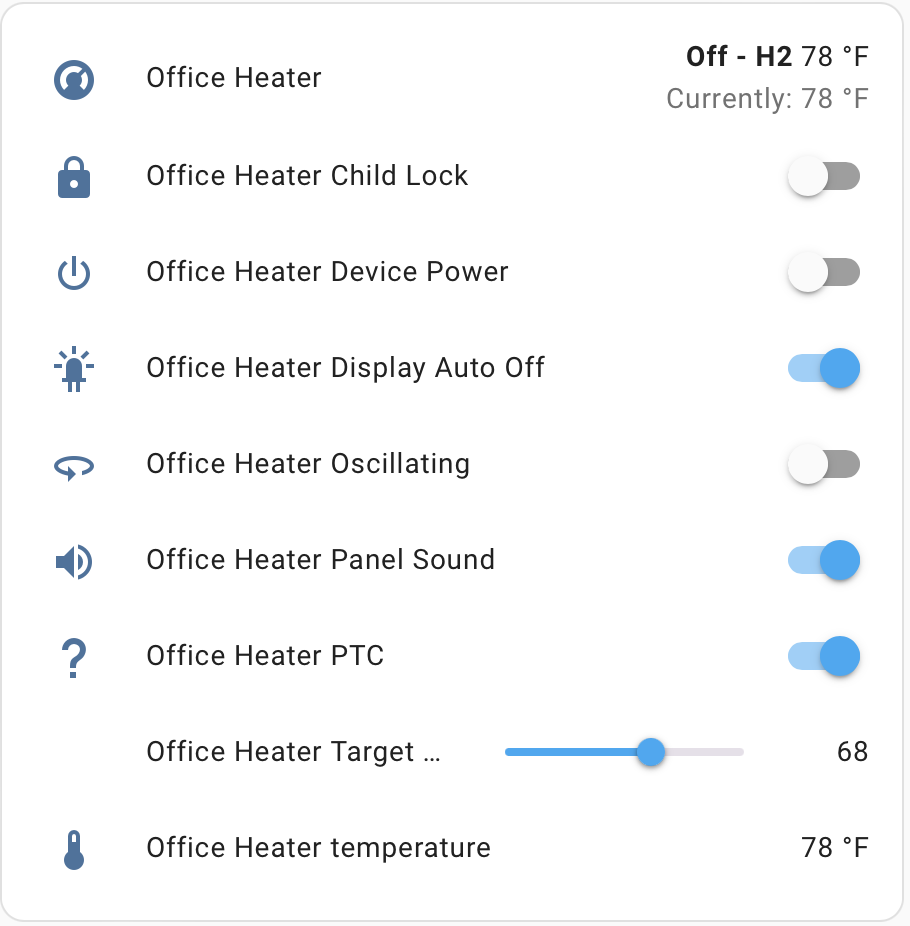 Office Heater
Off - H2 78 °F
Currently: 78 °F
Office Heater Child Lock
Office Heater Device Power
Office Heater Display Auto Off
Office Heater Oscillating
Office Heater Panel Sound
Office Heater PTC
Office Heater Target ... 68
Office Heater temperature 78 °F